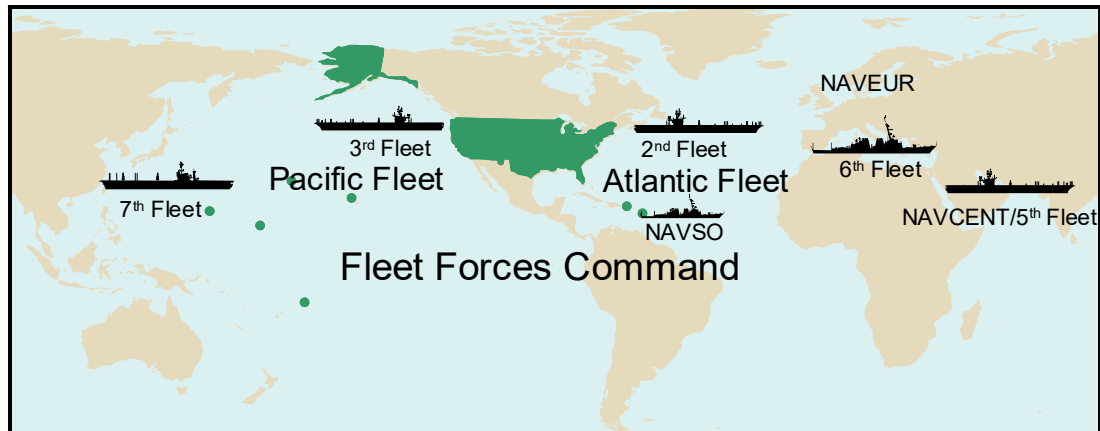 NAVEUR
3rd Fleet
2nd Fleet
6th Fleet
Pacific Fleet
Atlantic Fleet
7th Fleet
NAVCENT/5th Fleet
NAVSO
Fleet Forces Command